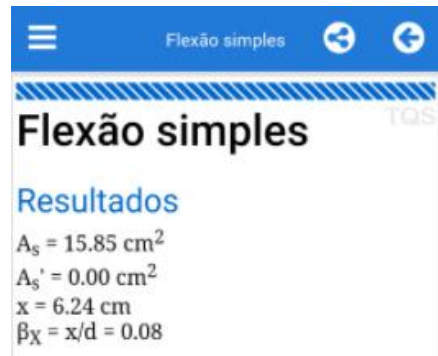 Flexão simples
TQS
Flexão simples
Resultados
As = 15.85 cm²
As' = 0.00 cm²
x = 6.24 cm
βX = x/d = 0.08